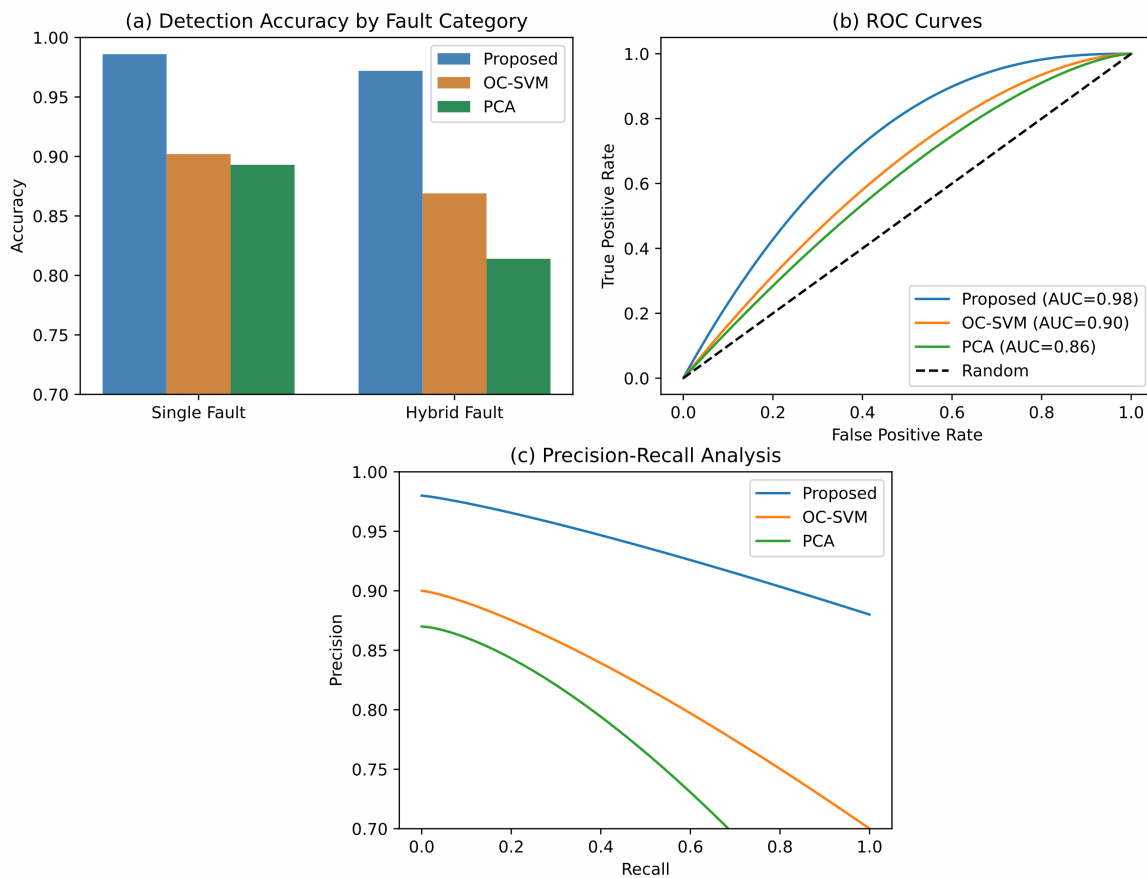 (a) Detection Accuracy by Fault Category
1.00
0.95
0.90
0.85
0.80
0.75
0.70
Accuracy
Single Fault
Hybrid Fault
Proposed
OC-SVM
PCA
(b) ROC Curves
1.0
0.8
0.6
0.4
0.2
0.0
True Positive Rate
0.0 0.2 0.4 0.6 0.8 1.0
False Positive Rate
Proposed (AUC=0.98)
OC-SVM (AUC=0.90)
PCA (AUC=0.86)
Random
(c) Precision-Recall Analysis
1.00
0.95
0.90
0.85
0.80
0.75
0.70
Precision
0.0 0.2 0.4 0.6 0.8 1.0
Recall
Proposed
OC-SVM
PCA